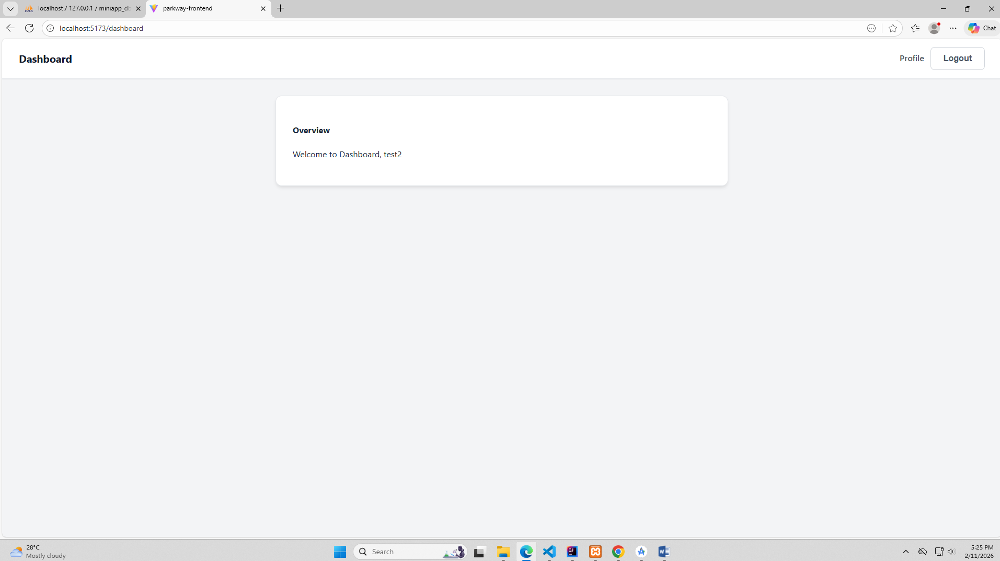 localhost / 127.0.0.1 / miniapp_db
parkway-frontend
localhost:5173/dashboard
Chat
Dashboard
Profile
Logout
Overview
Welcome to Dashboard, test2
28°C
Mostly cloudy
Search
5:25 PM
2/11/2026